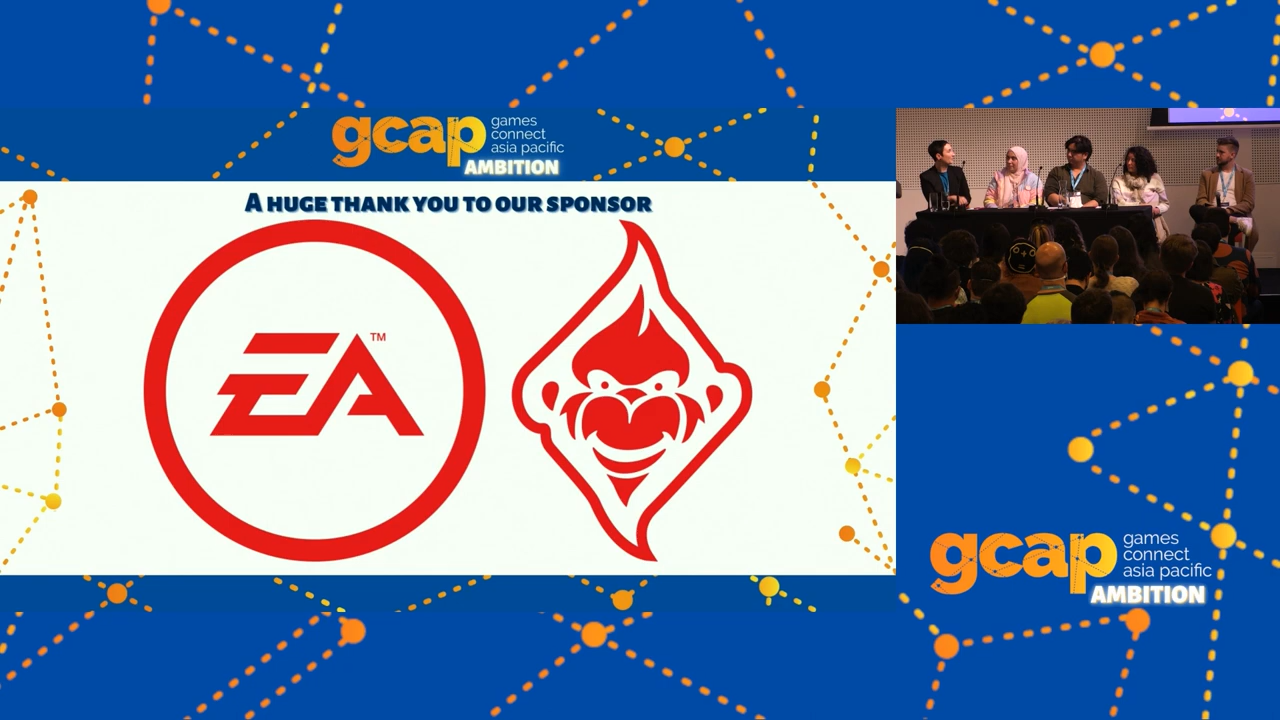 gcap
games
connect
asia pacific
AMBITION
A HUGE THANK YOU TO OUR SPONSOR
EA™
gcap
games
connect
asia pacific
AMBITION